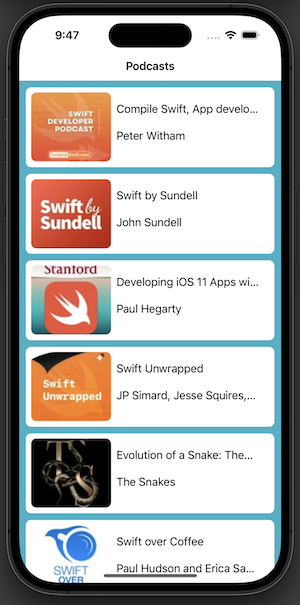 9:47
Podcasts
SWIFT
DEVELOPER
PODCAST
Compile Swift, App develo...
Peter Witham
Swift by
Sundell
Swift by Sundell
John Sundell
Stanford
Developing iOS 11 Apps wi...
Paul Hegarty
Swift
Unwrapped
Swift Unwrapped
JP Simard, Jesse Squires,...
TSS
Evolution of a Snake: The...
The Snakes
SWIFT
OVER
Swift over Coffee
Paul Hudson and Erica Sa...